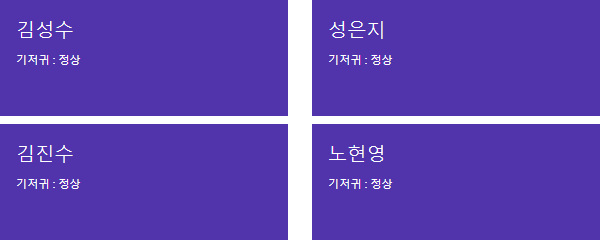 김성수
기저귀 : 정상
성은지
기저귀 : 정상
김진수
기저귀 : 정상
노현영
기저귀 : 정상